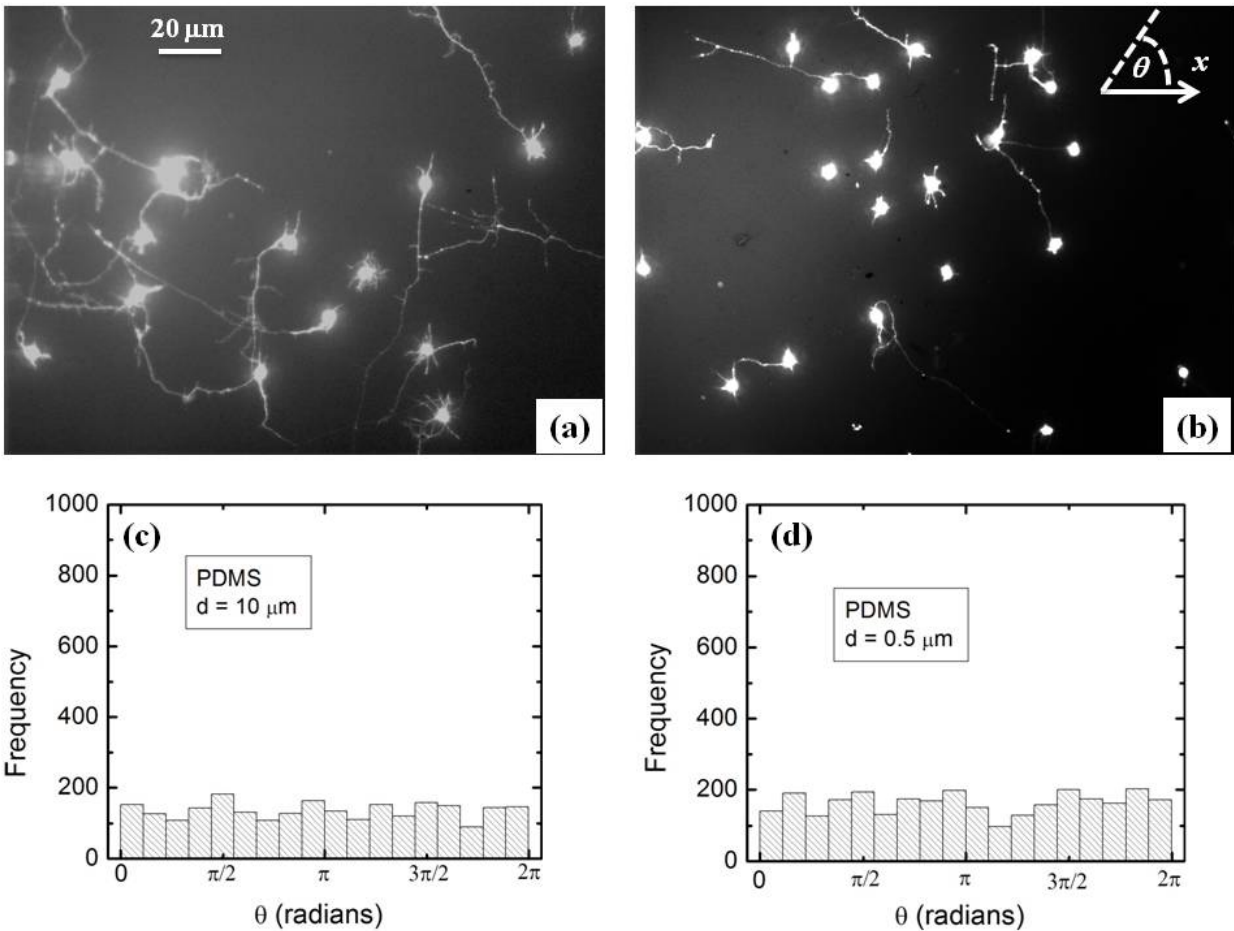 20 μm
(a)
θ
x
(b)
(c)
PDMS
d = 10 μm
1000
800
600
400
200
0
Frequency
0 π/2 π 3π/2 2π
θ (radians)
(d)
PDMS
d = 0.5 μm
1000
800
600
400
200
0
Frequency
0 π/2 π 3π/2 2π
θ (radians)